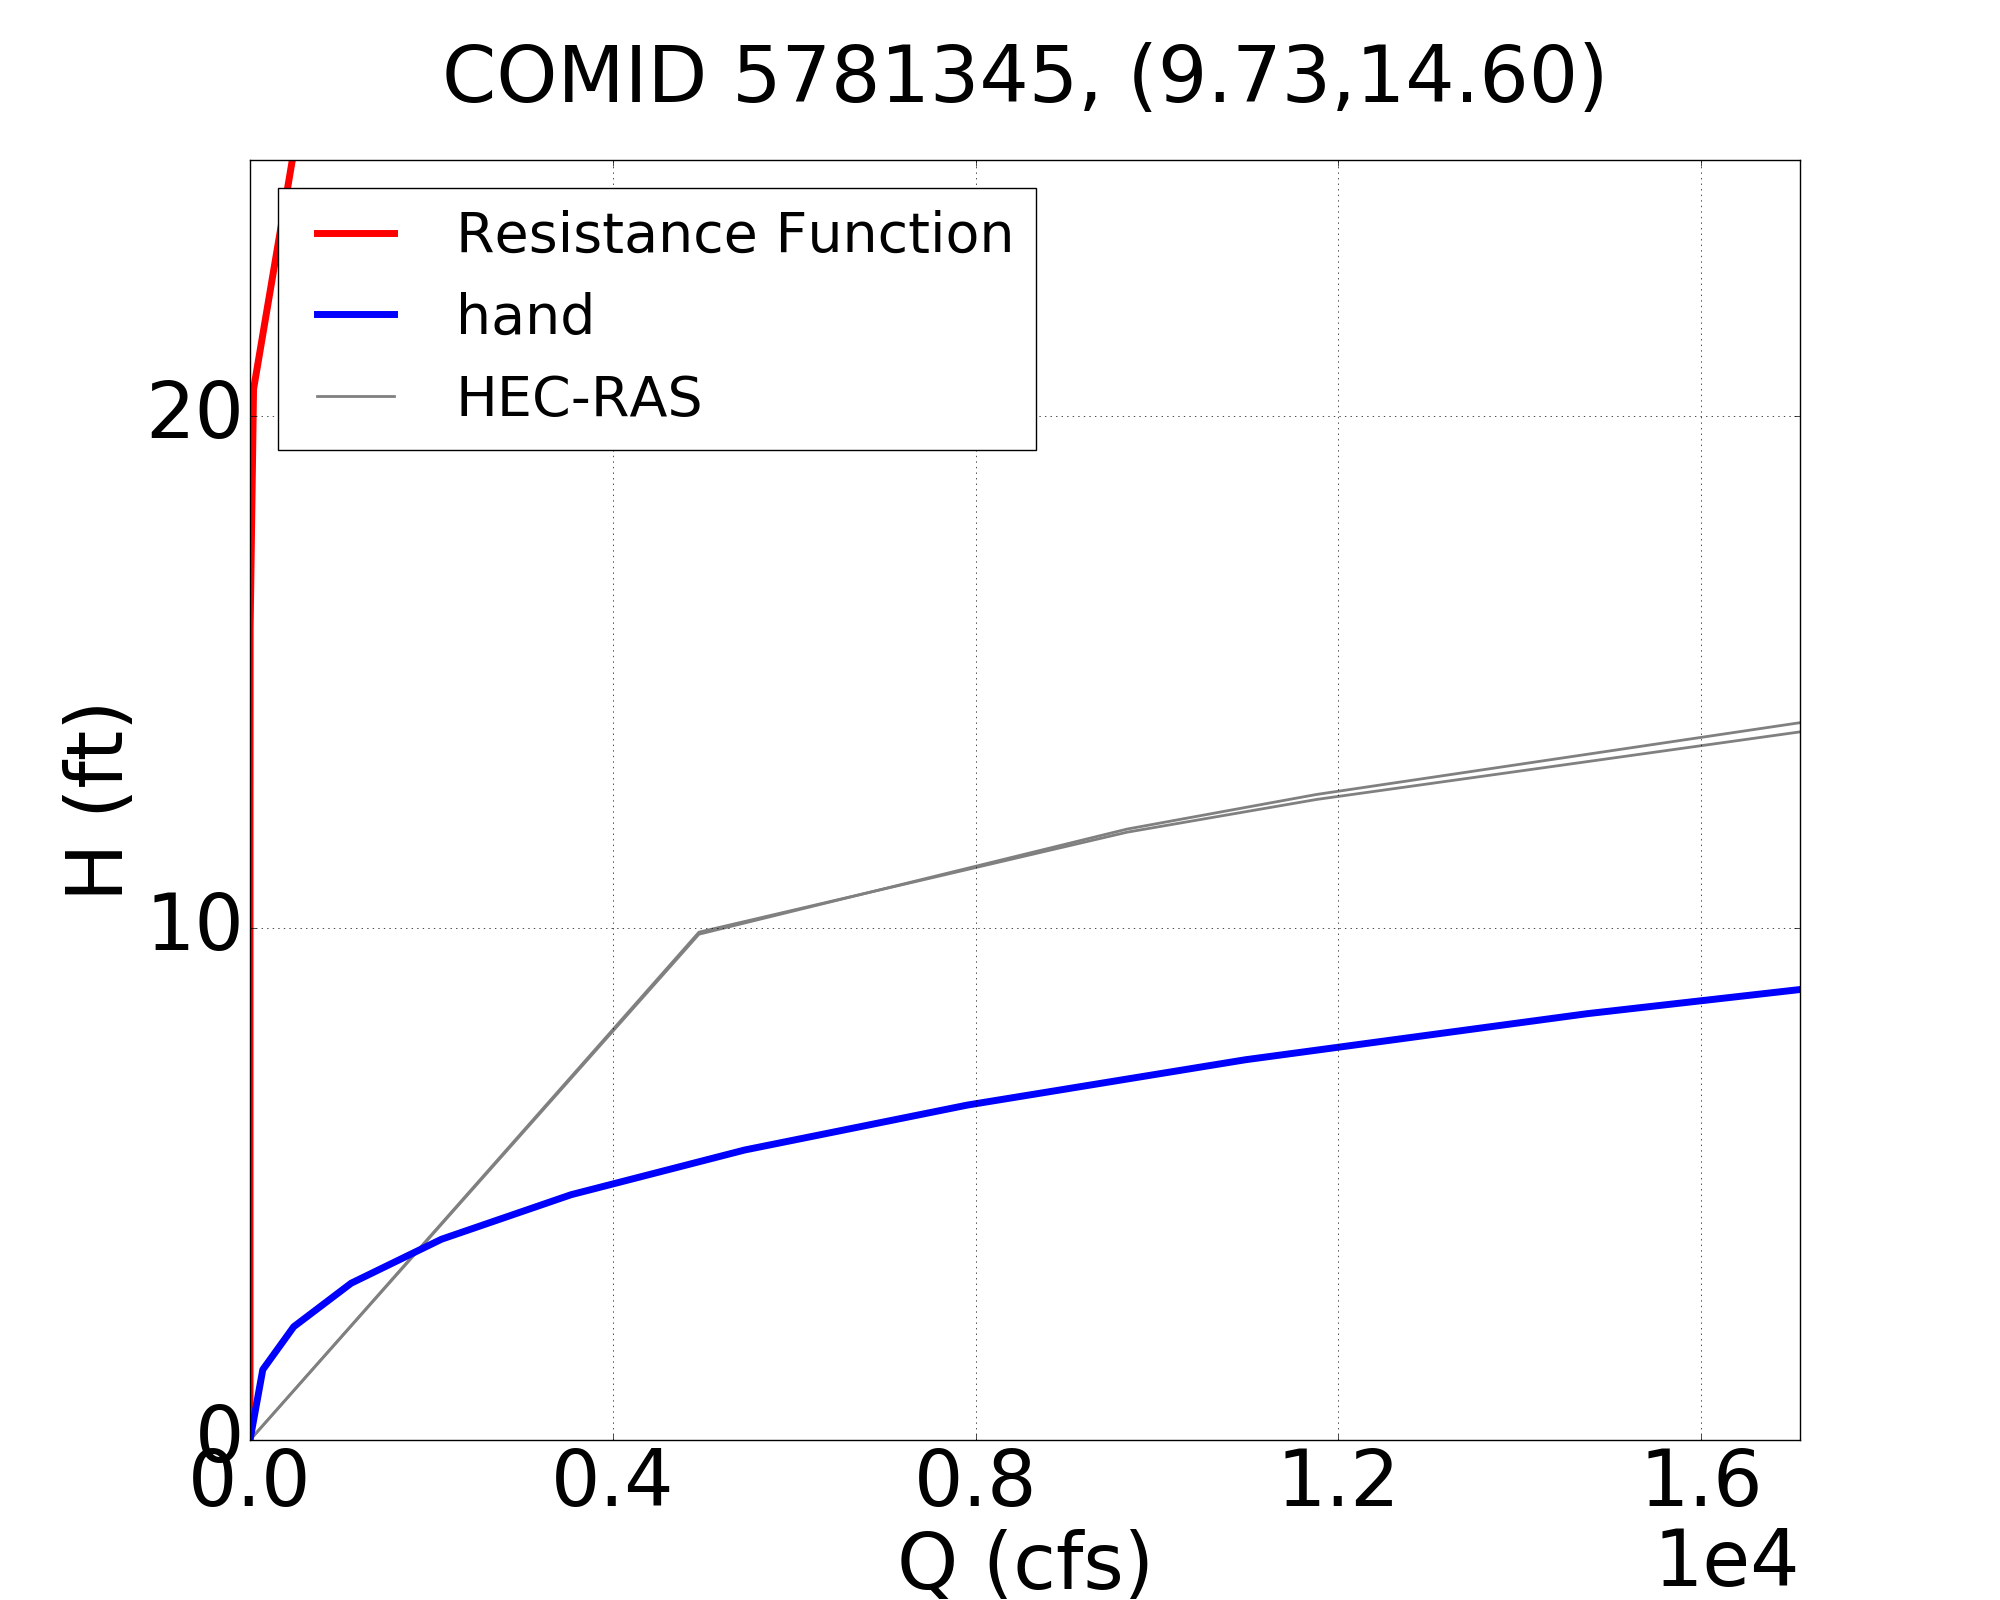 COMID 5781345, (9.73,14.60)
Resistance Function
hand
HEC-RAS
20
10
0
H (ft)
0.0 0.4 0.8 1.2 1.6
1e4
Q (cfs)